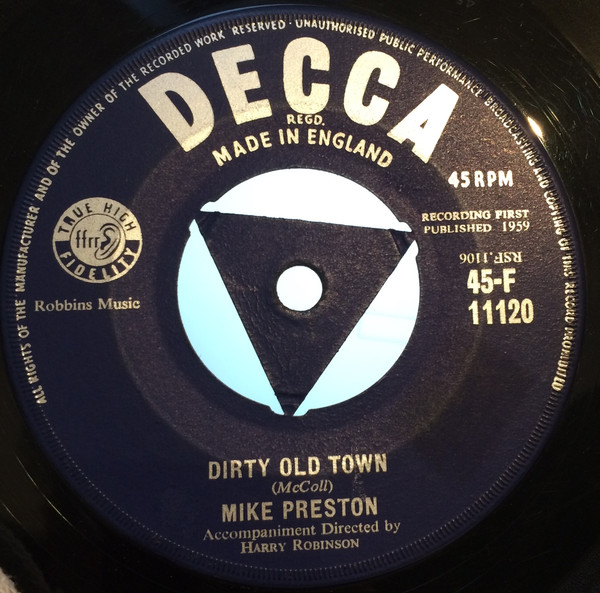 ALL RIGHTS OF THE MANUFACTURER AND OF THE OWNER OF THE RECORDED WORK RESERVED · UNAUTHORISED PUBLIC PERFORMANCE BROADCASTING AND COPYING OF THIS RECORD PROHIBITED
DECCA
REGD.
MADE IN ENGLAND
45 RPM
RECORDING FIRST
PUBLISHED 1959
RSF.1106
45-F
11120
TRUE HIGH
ffrr
FIDELITY
Robbins Music
DIRTY OLD TOWN
(McColl)
MIKE PRESTON
Accompaniment Directed by
HARRY ROBINSON